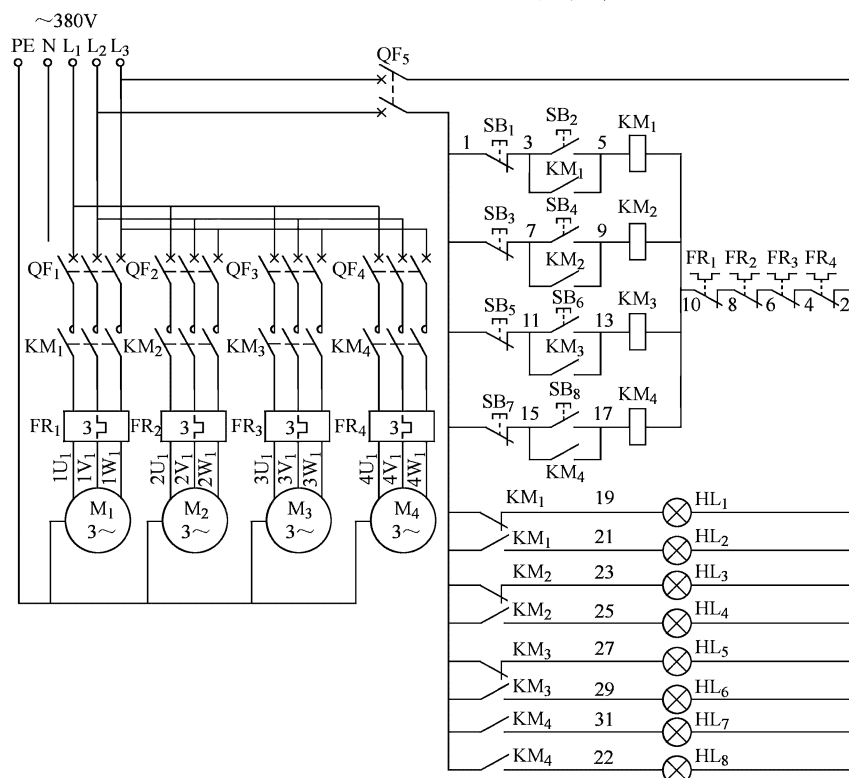 ~380V
PE N L₁ L₂ L₃
QF₅
SB₁ SB₂ KM₁
1 3 5
KM₁
SB₃ SB₄ KM₂
7 9
KM₂
QF₁ QF₂ QF₃ QF₄
FR₁ FR₂ FR₃ FR₄
10 8 6 4 2
SB₅ SB₆ KM₃
11 13
KM₃
KM₁ KM₂ KM₃ KM₄
SB₇ SB₈ KM₄
15 17
KM₄
FR₁ 3 FR₂ 3 FR₃ 3 FR₄ 3
1U₁ 1V₁ 1W₁ 2U₁ 2V₁ 2W₁ 3U₁ 3V₁ 3W₁ 4U₁ 4V₁ 4W₁
M₁ M₂ M₃ M₄
3~ 3~ 3~ 3~
KM₁ 19 HL₁
KM₁ 21 HL₂
KM₂ 23 HL₃
KM₂ 25 HL₄
KM₃ 27 HL₅
KM₃ 29 HL₆
KM₄ 31 HL₇
KM₄ 22 HL₈